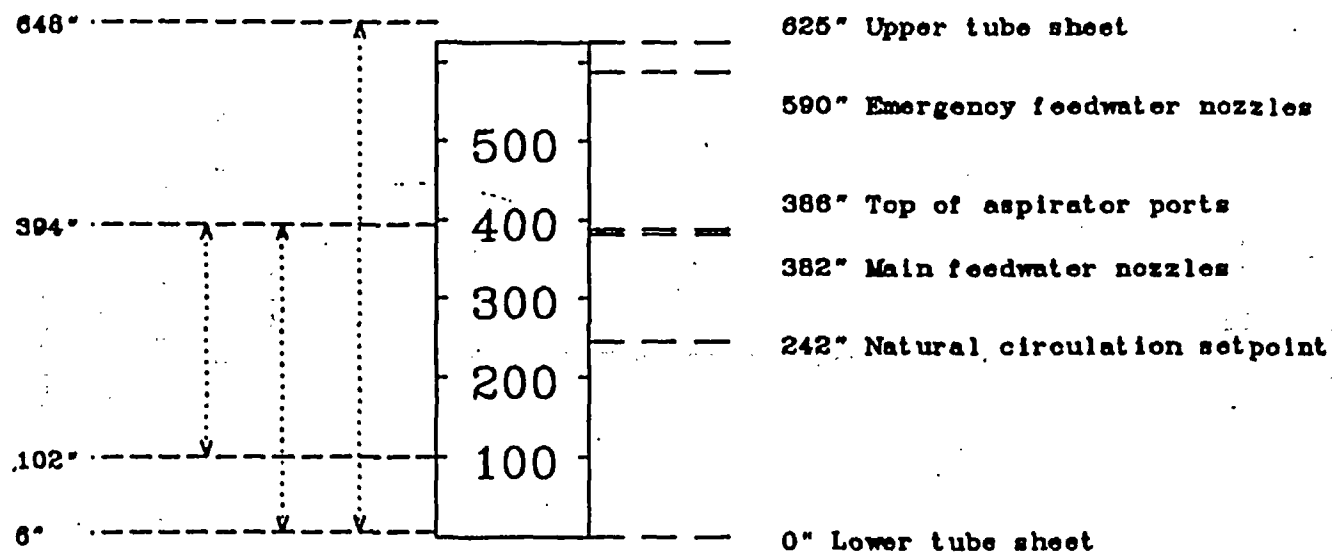 648"
625" Upper tube sheet
590" Emergency feedwater nozzles
500
386" Top of aspirator ports
394"
400
382" Main feedwater nozzles
300
242" Natural circulation setpoint
200
102"
100
6"
0" Lower tube sheet